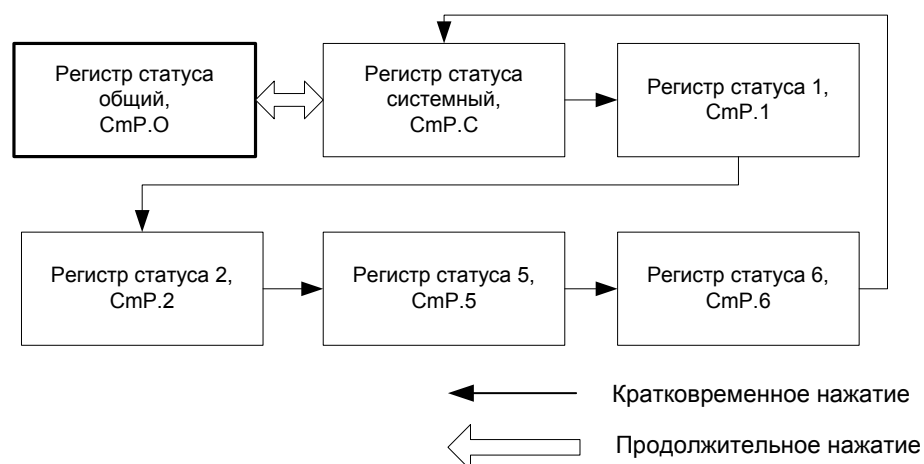 Регистр статуса
общий,
CmP.O
Регистр статуса
системный,
CmP.C
Регистр статуса 1,
CmP.1
Регистр статуса 2,
CmP.2
Регистр статуса 5,
CmP.5
Регистр статуса 6,
CmP.6
Кратковременное нажатие
Продолжительное нажатие